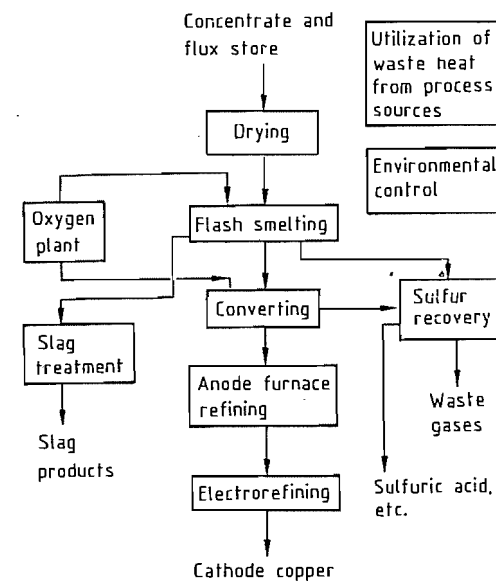 Concentrate and
flux store
Utilization of
waste heat
from process
sources
Drying
Environmental
control
Oxygen
plant
Flash smelting
Converting
Sulfur
recovery
Slag
treatment
Anode furnace
refining
Waste
gases
Slag
products
Electrorefining
Sulfuric acid,
etc.
Cathode copper